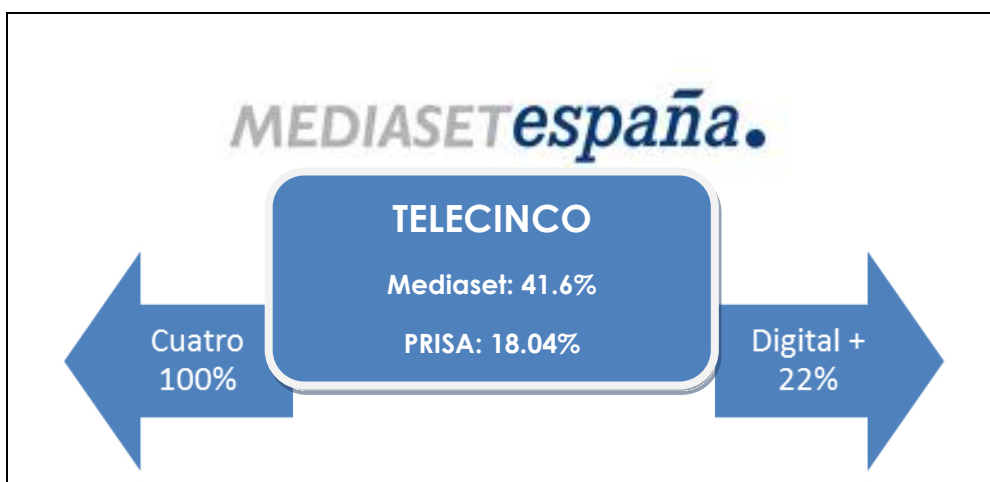 MEDIASETespaña.
TELECINCO
Mediaset: 41.6%
PRISA: 18.04%
Cuatro
100%
Digital +
22%